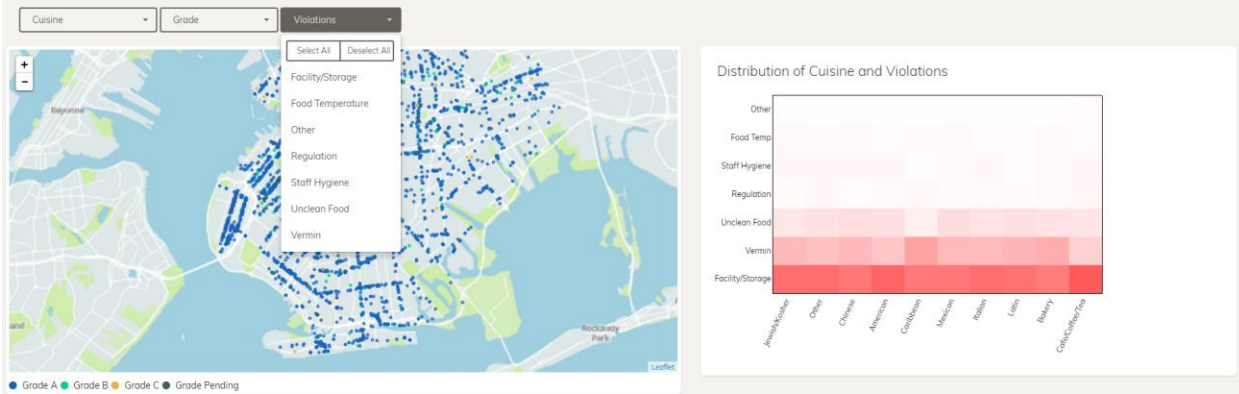 Cuisine
Grade
Violations
Select All Deselect All
Facility/Storage
Food Temperature
Other
Regulation
Staff Hygiene
Unclean Food
Vermin
+
−
Bayonne
Rockaway
Park
Leaflet
Grade A Grade B Grade C Grade Pending
Distribution of Cuisine and Violations
Other
Food Temp
Staff Hygiene
Regulation
Unclean Food
Vermin
Facility/Storage
Jewish/Kosher
Other
Chinese
American
Caribbean
Mexican
Italian
Latin
Bakery
Cafe/Coffee/Tea